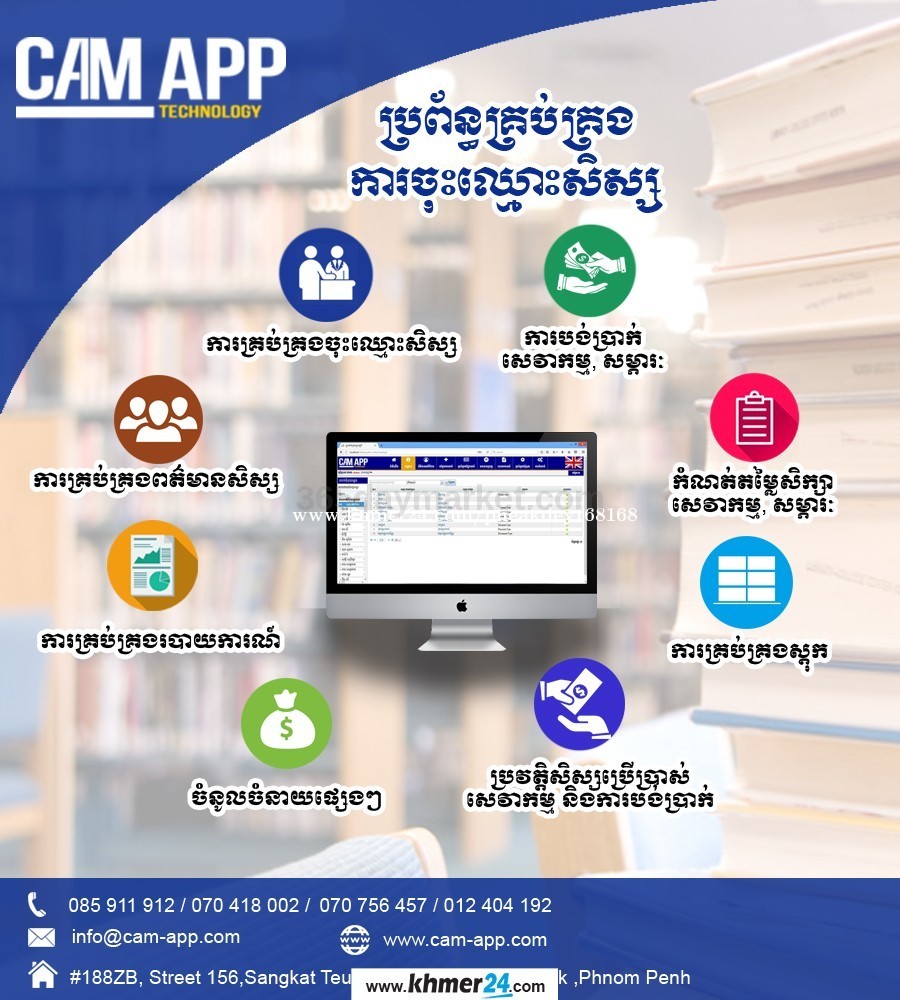 CAM APP
TECHNOLOGY
ប្រព័ន្ធគ្រប់គ្រង
ការចុះឈ្មោះសិស្ស
ការគ្រប់គ្រងចុះឈ្មោះសិស្ស
ការបង់ប្រាក់
សេវាកម្ម, សម្ភារៈ
ការគ្រប់គ្រងពត៌មានសិស្ស
កំណត់តម្លៃសិក្សា
សេវាកម្ម, សម្ភារៈ
CAM APP
ការគ្រប់គ្រងរបាយការណ៍
ការគ្រប់គ្រងស្តុក
ចំនូលចំនាយផ្សេងៗ
ប្រវត្តិសិស្សប្រើប្រាស់
សេវាកម្ម និងការបង់ប្រាក់
085 911 912 / 070 418 002 / 070 756 457 / 012 404 192
info@cam-app.com
www.cam-app.com
#188ZB, Street 156,Sangkat ,Phnom Penh
www.khmer24.com